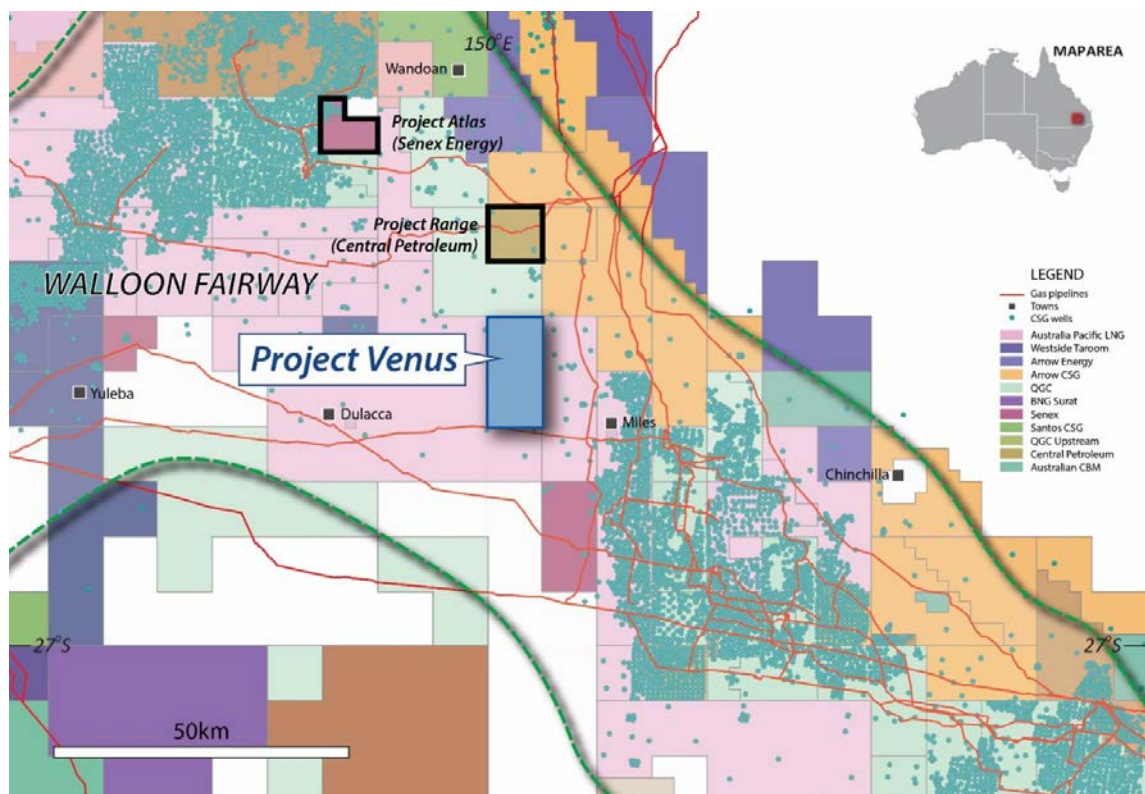 150°E
MAPAREA
Wandoan
Project Atlas
(Senex Energy)
Project Range
(Central Petroleum)
WALLOON FAIRWAY
LEGEND
Gas pipelines
Towns
CSG wells
Australia Pacific LNG
Westside Taroom
Arrow Energy
Arrow CSG
QGC
BNG Surat
Senex
Santos CSG
QGC Upstream
Central Petroleum
Australian CBM
Project Venus
Yuleba
Dulacca
Miles
Chinchilla
27°S
27°S
50km